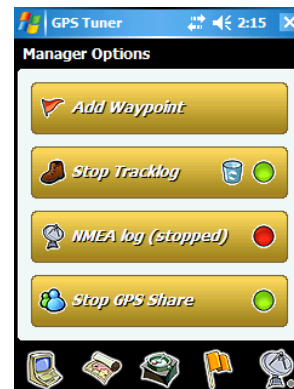 GPS Tuner 2:15
Manager Options
Add Waypoint
Stop Tracklog
NMEA log (stopped)
Stop GPS Share